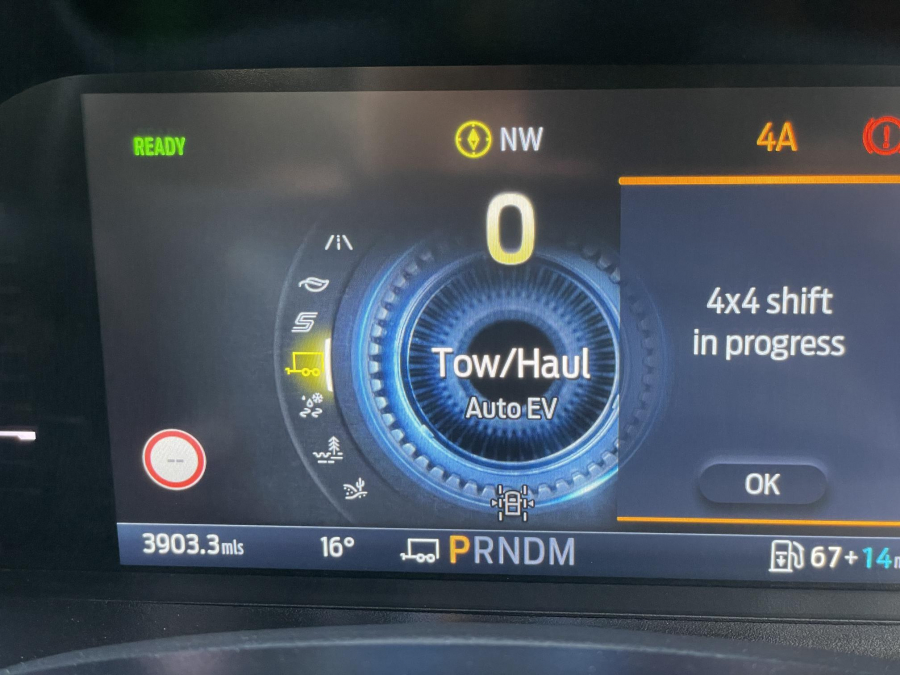 READY
NW
4A
0
4x4 shift
in progress
Tow/Haul
Auto EV
--
OK
3903.3mls
16°
PRNDM
67+14